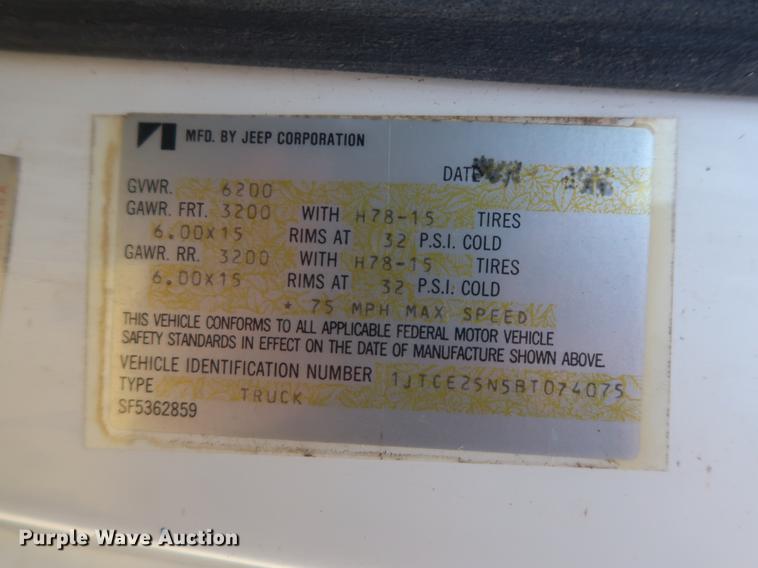 MFD. BY JEEP CORPORATION
DATE
GVWR. 6200
GAWR. FRT. 3200 WITH H78-15 TIRES
6.00X15 RIMS AT 32 P.S.I. COLD
GAWR. RR. 3200 WITH H78-15 TIRES
6.00X15 RIMS AT 32 P.S.I. COLD
* 75 MPH MAX SPEED
THIS VEHICLE CONFORMS TO ALL APPLICABLE FEDERAL MOTOR VEHICLE
SAFETY STANDARDS IN EFFECT ON THE DATE OF MANUFACTURE SHOWN ABOVE.
VEHICLE IDENTIFICATION NUMBER 1JTCE25N5BT074075
TYPE TRUCK
SF5362859
Purple Wave Auction